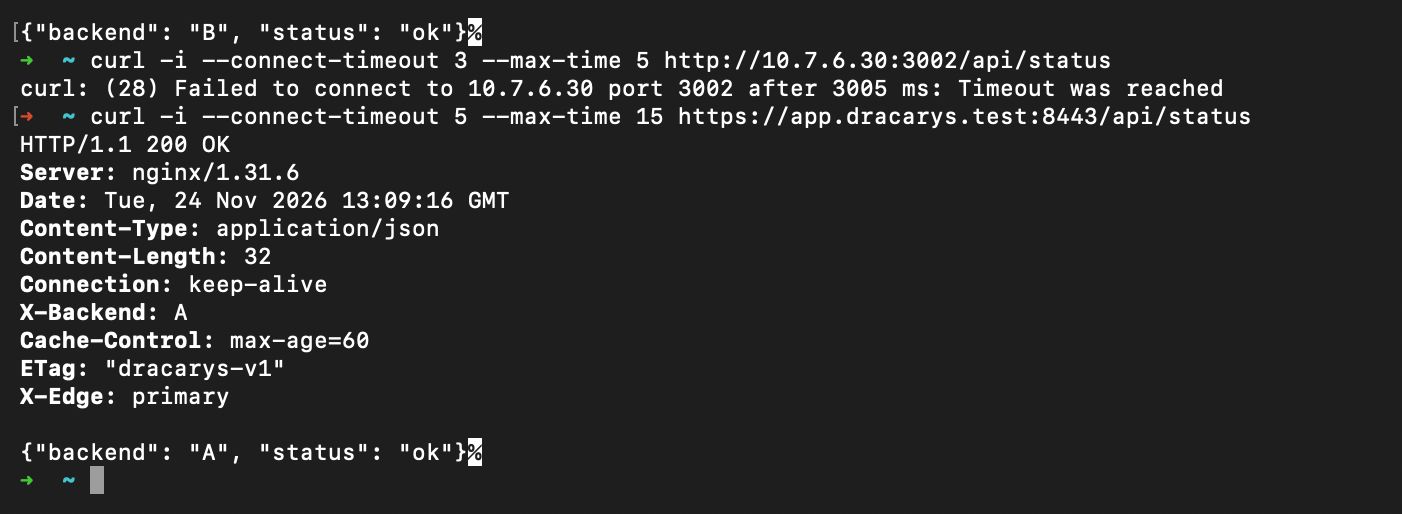 [{"backend": "B", "status": "ok"}%
➜  ~ curl -i --connect-timeout 3 --max-time 5 http://10.7.6.30:3002/api/status
curl: (28) Failed to connect to 10.7.6.30 port 3002 after 3005 ms: Timeout was reached
[➜  ~ curl -i --connect-timeout 5 --max-time 15 https://app.dracarys.test:8443/api/status
HTTP/1.1 200 OK
Server: nginx/1.31.6
Date: Tue, 24 Nov 2026 13:09:16 GMT
Content-Type: application/json
Content-Length: 32
Connection: keep-alive
X-Backend: A
Cache-Control: max-age=60
ETag: "dracarys-v1"
X-Edge: primary

{"backend": "A", "status": "ok"}%
➜  ~